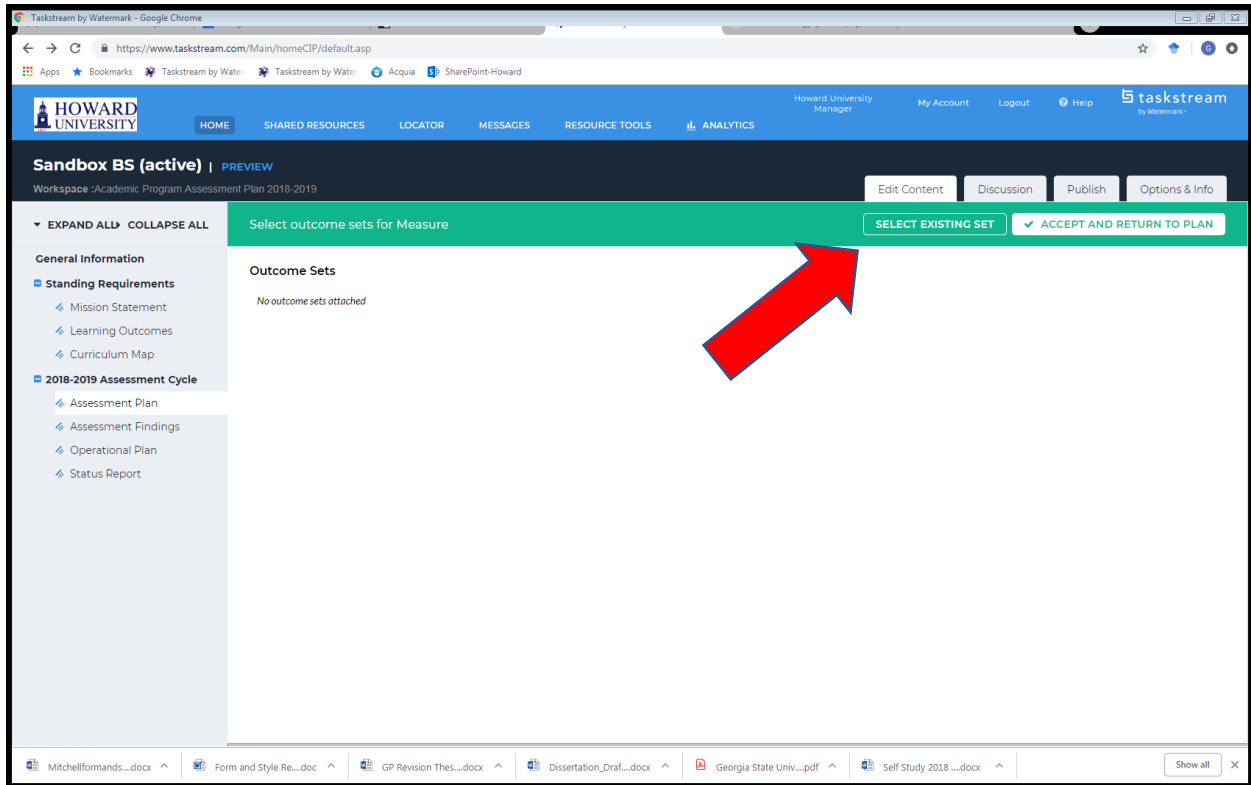 Taskstream by Watermark - Google Chrome
https://www.taskstream.com/Main/homeCIP/default.asp
Apps Bookmarks Taskstream by Water Taskstream by Water Acquia SharePoint-Howard
HOWARD UNIVERSITY
1867
Howard University Manager My Account Logout Help taskstream by Watermark™
HOME SHARED RESOURCES LOCATOR MESSAGES RESOURCE TOOLS ANALYTICS
Sandbox BS (active) | PREVIEW
Workspace :Academic Program Assessment Plan 2018-2019
Edit Content Discussion Publish Options & Info
EXPAND ALL COLLAPSE ALL
Select outcome sets for Measure SELECT EXISTING SET ACCEPT AND RETURN TO PLAN
General Information
Standing Requirements
Mission Statement
Learning Outcomes
Curriculum Map
2018-2019 Assessment Cycle
Assessment Plan
Assessment Findings
Operational Plan
Status Report
Outcome Sets
No outcome sets attached
Mitchellformands....docx Form and Style Re....doc GP Revision Thes....docx Dissertation_Draf....docx Georgia State Univ....pdf Self Study 2018 ....docx Show all